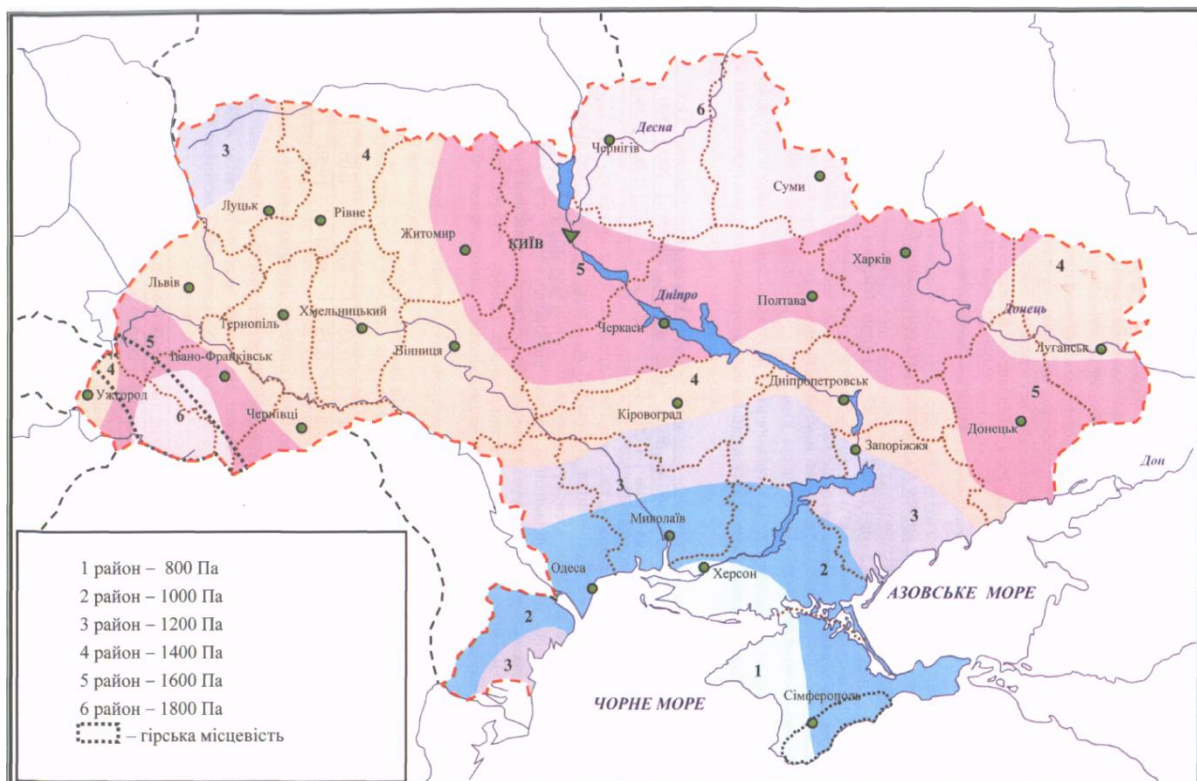 6
Десна
Чернігів
3
4
Суми
Луцьк
Рівне
Житомир
КИЇВ
Харків
4
5
Львів
Дніпро
Полтава
Донець
Тернопіль
Хмельницький
Черкаси
Вінниця
Луганськ
5
Івано-Франківськ
4
Ужгород
4
Дніпропетровськ
5
6
Чернівці
Кіровоград
Донецьк
Запоріжжя
Дон
3
3
Миколаїв
Одеса
Херсон
2
АЗОВСЬКЕ МОРЕ
2
3
1
Сімферополь
ЧОРНЕ МОРЕ
1 район – 800 Па
2 район – 1000 Па
3 район – 1200 Па
4 район – 1400 Па
5 район – 1600 Па
6 район – 1800 Па
– гірська місцевість